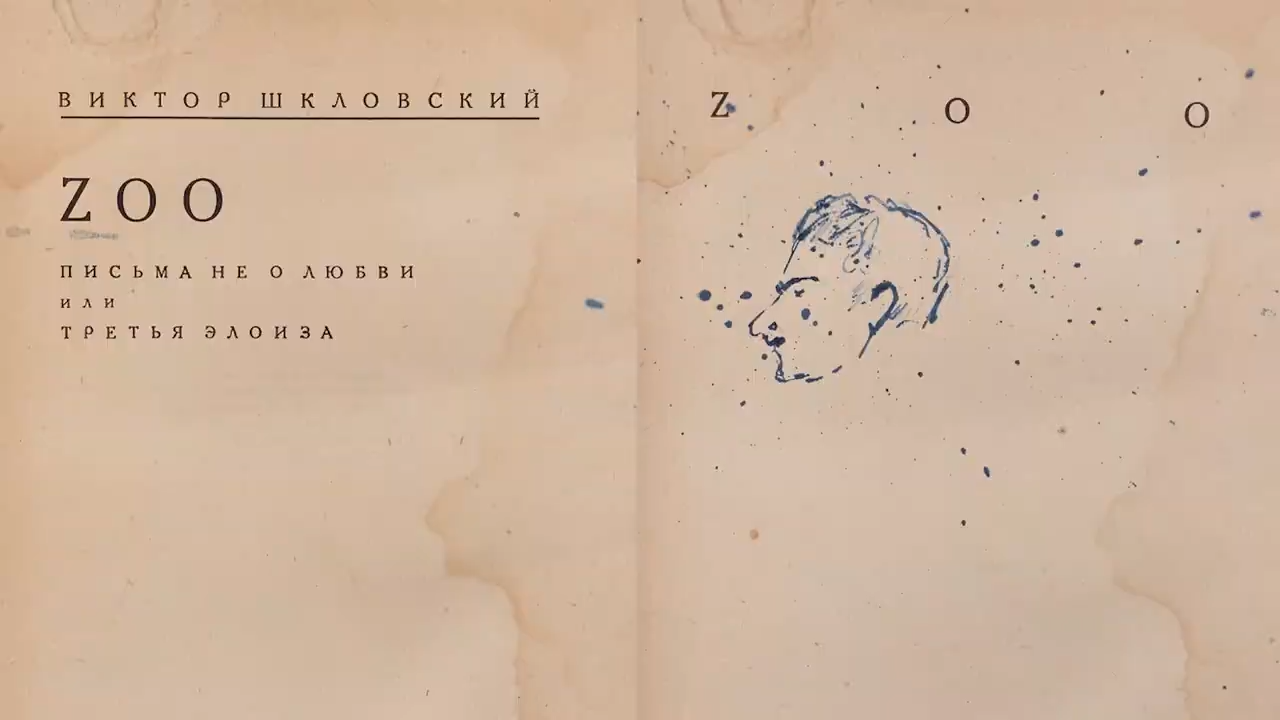 ВИКТОР ШКЛОВСКИЙ
ZOO
ПИСЬМА НЕ О ЛЮБВИ
ИЛИ
ТРЕТЬЯ ЭЛОИЗА
Z O O